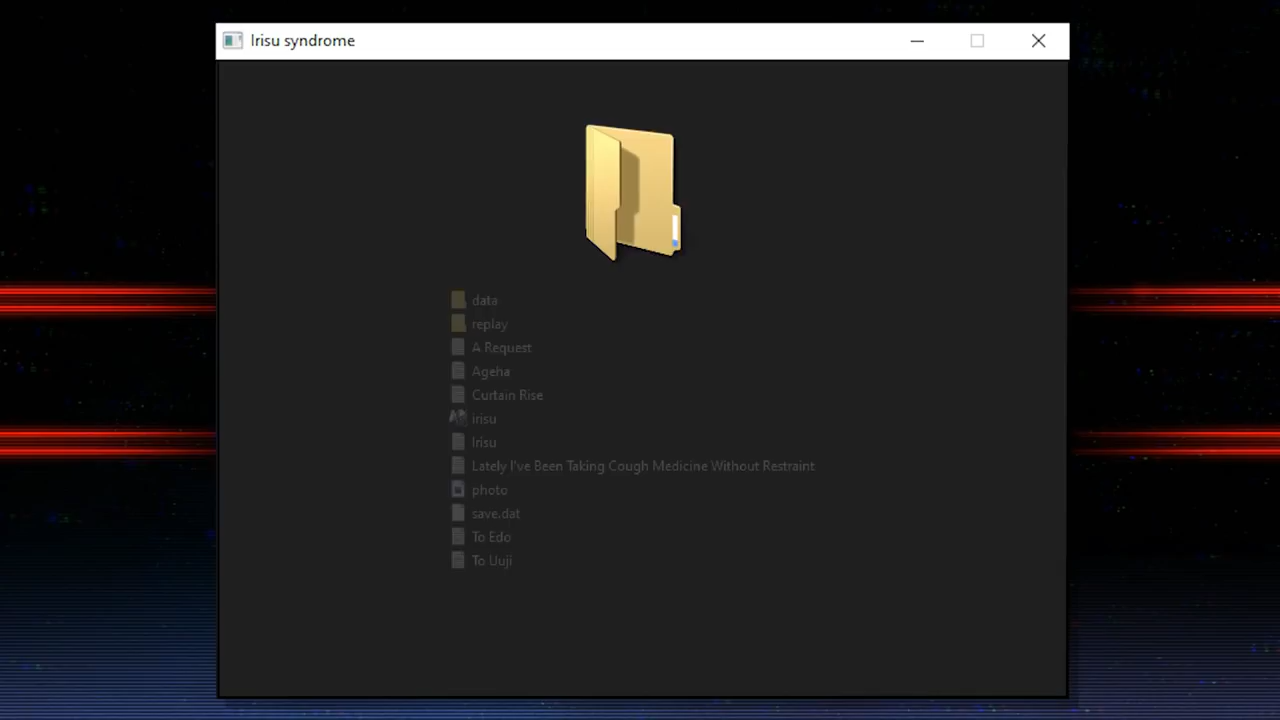 Irisu syndrome
data
replay
A Request
Ageha
Curtain Rise
irisu
Irisu
Lately I've Been Taking Cough Medicine Without Restraint
photo
save.dat
To Edo
To Uuji